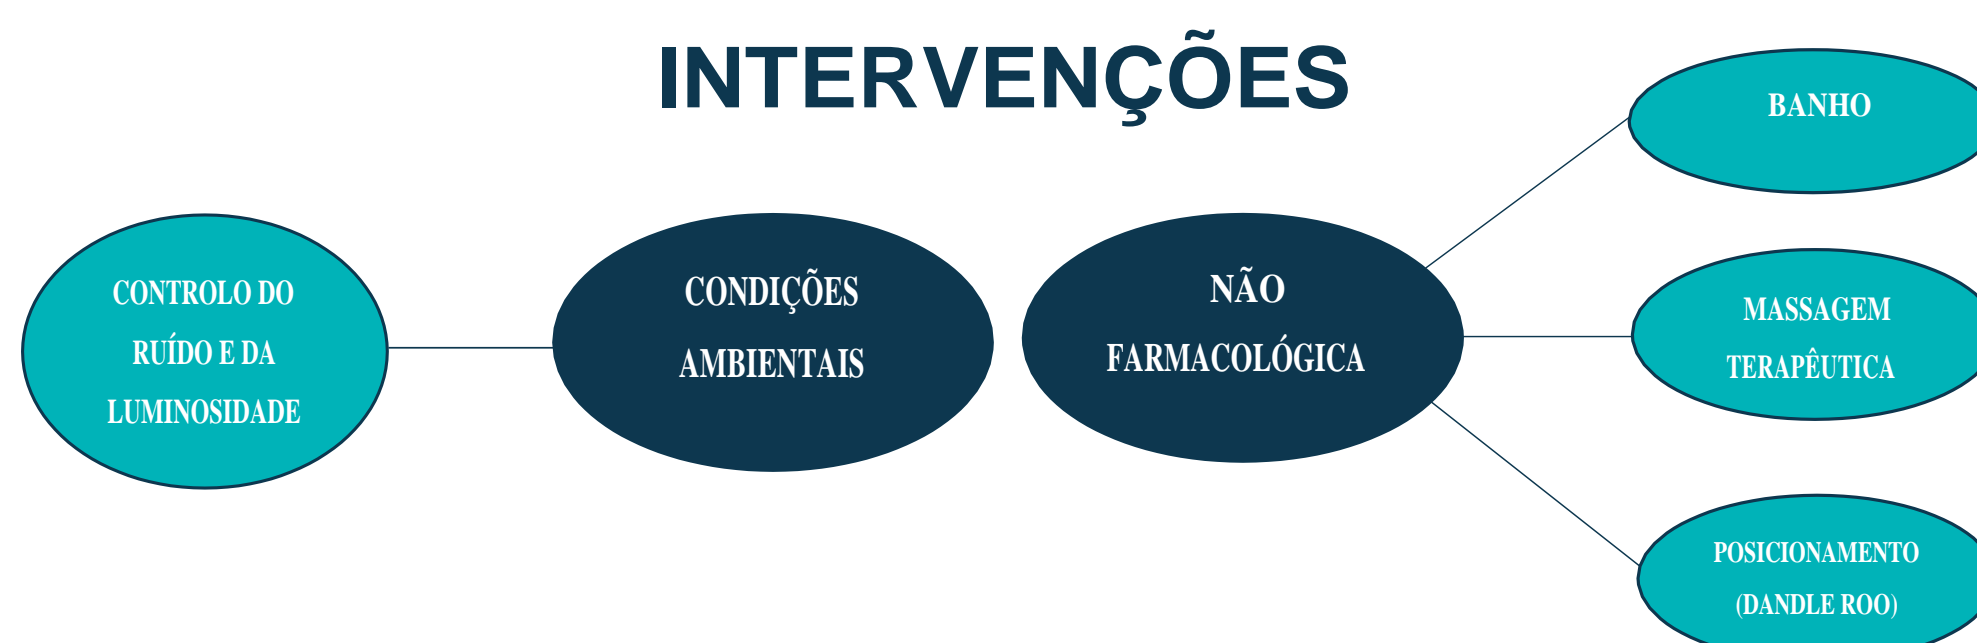 INTERVENÇÕES
CONTROLO DO
RUÍDO E DA
LUMINOSIDADE
CONDIÇÕES
AMBIENTAIS
NÃO
FARMACOLÓGICA
BANHO
MASSAGEM
TERAPÊUTICA
POSICIONAMENTO
(DANDLE ROO)